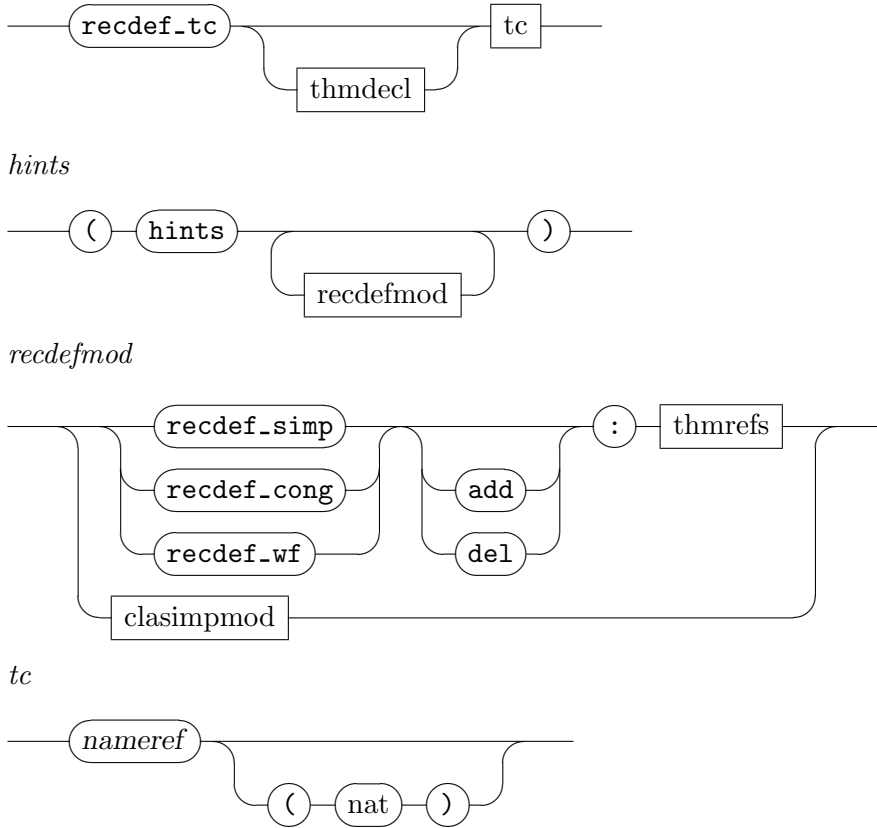 recdef_tc tc
thmdecl
hints
( hints )
recdefmod
recdefmod
recdef_simp : thmrefs
recdef_cong add
recdef_wf del
clasimpmod
tc
nameref
( nat )